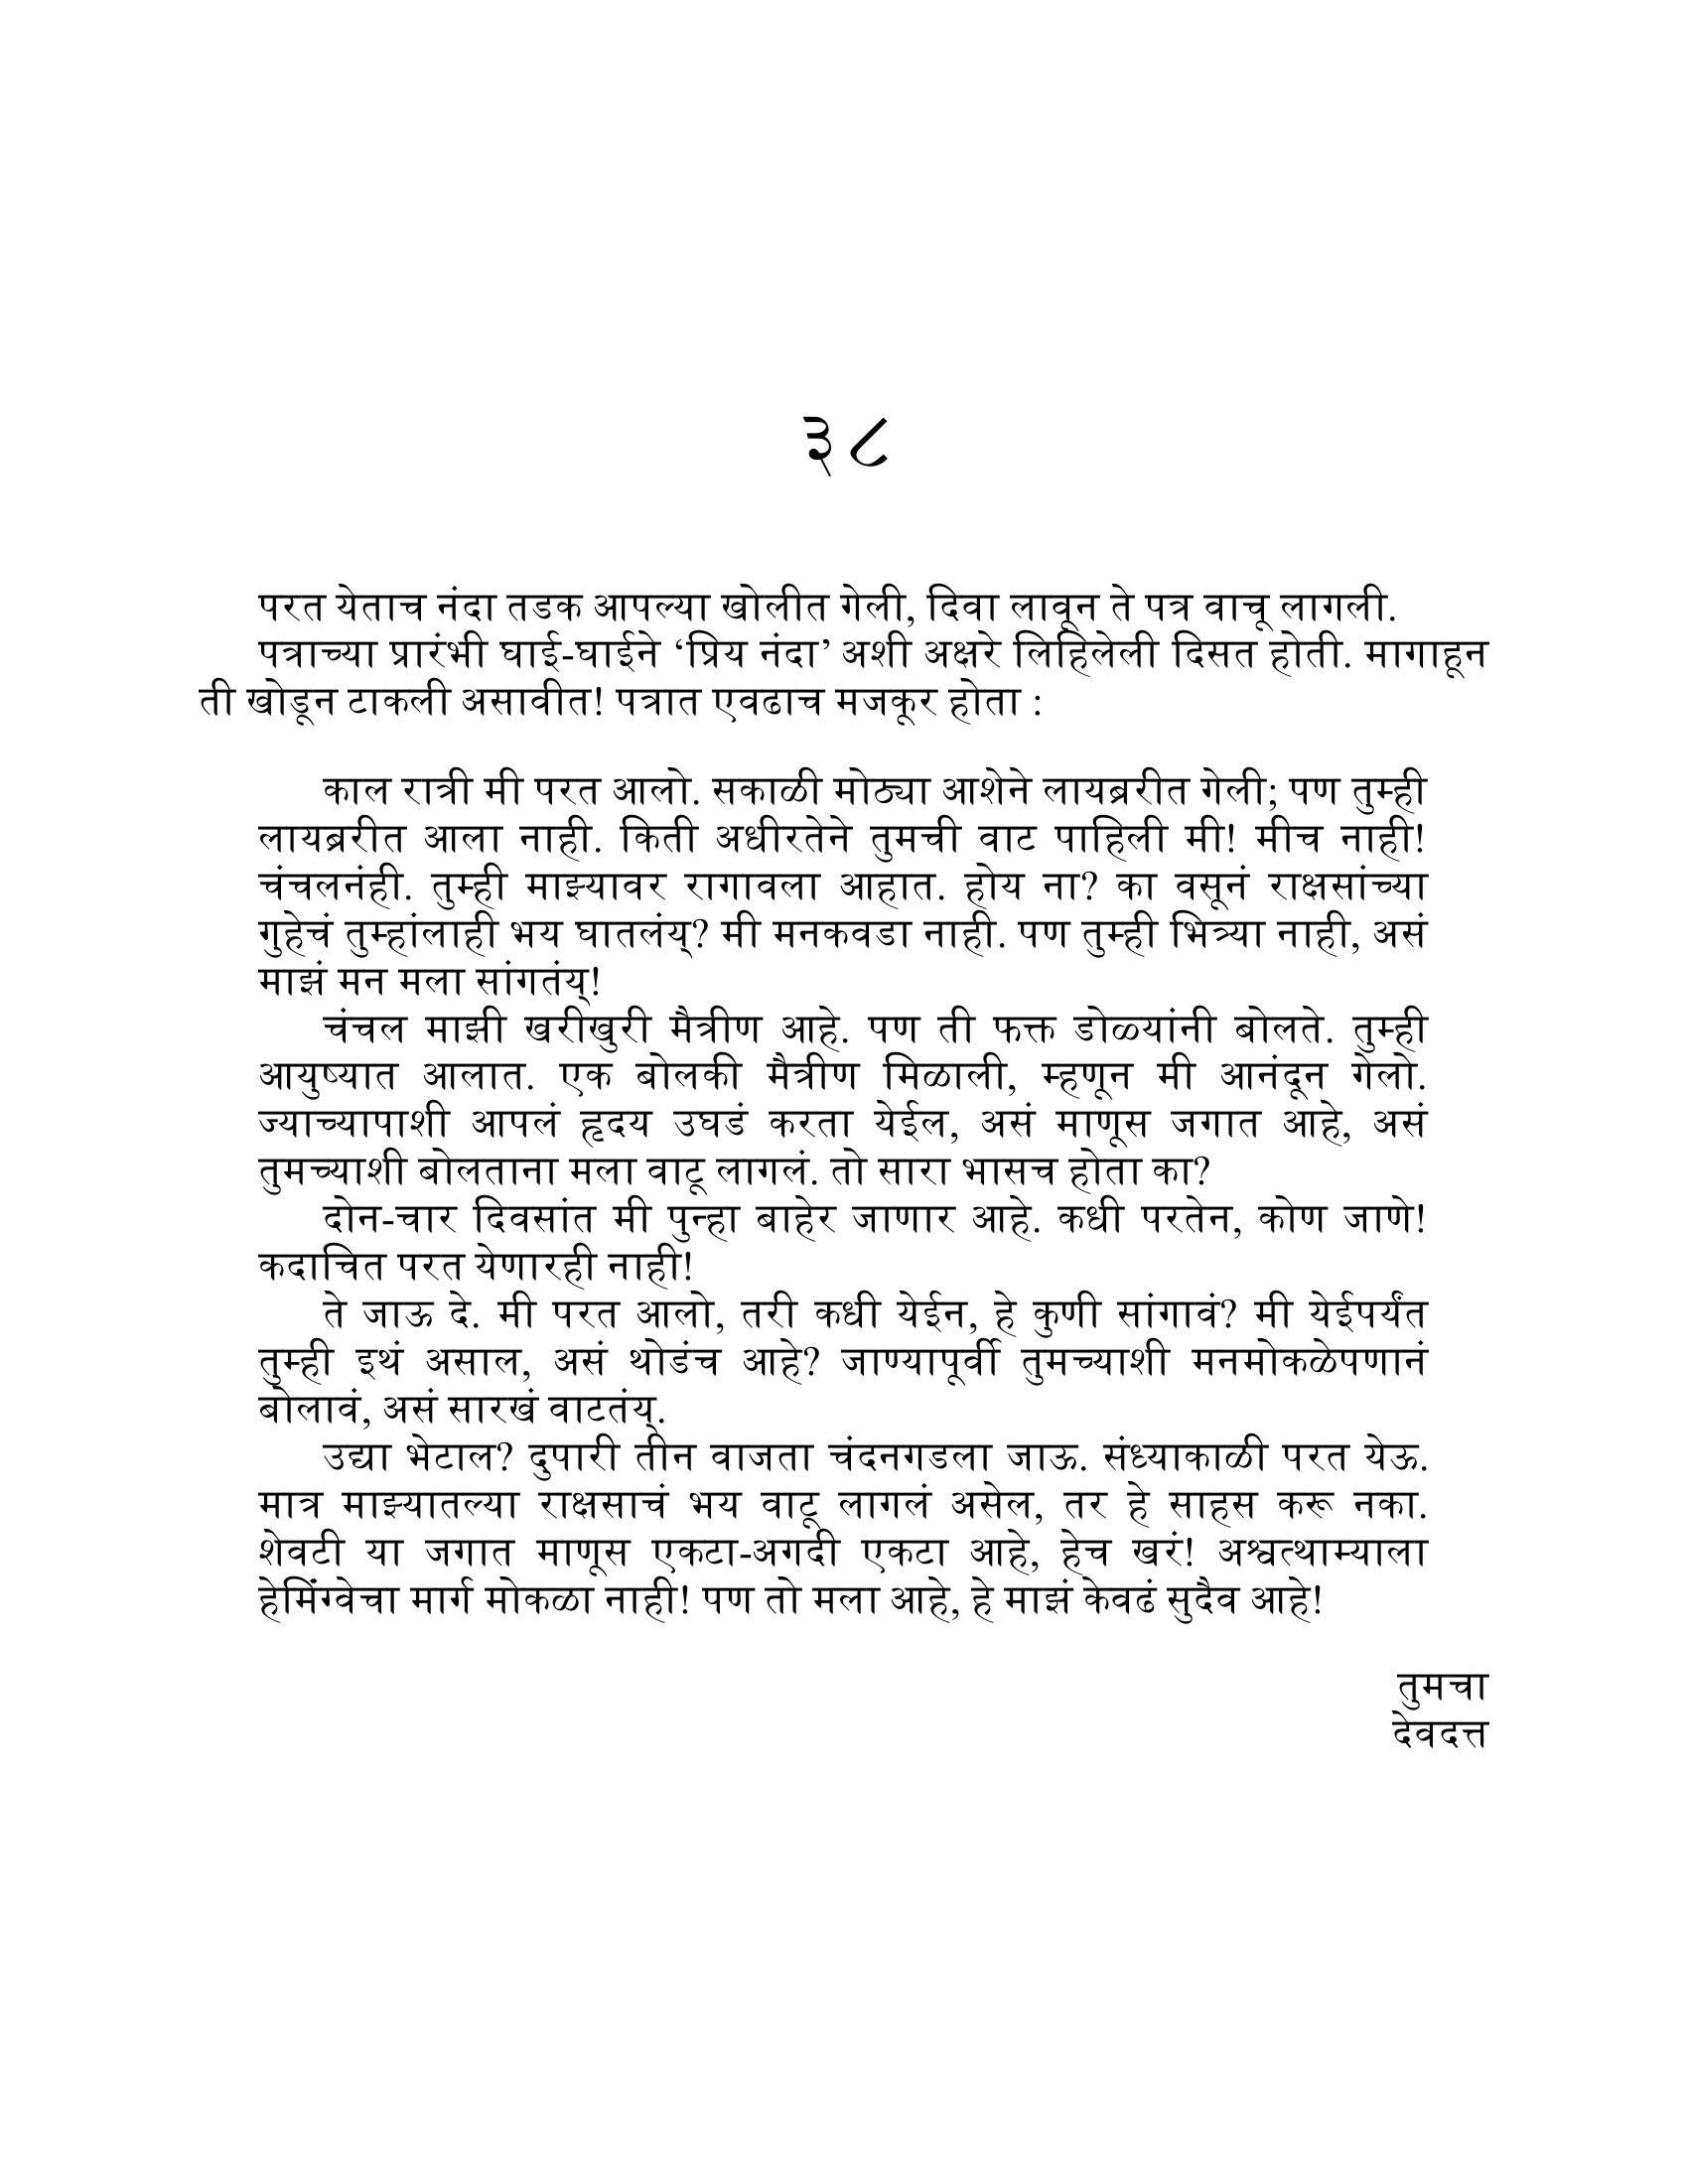 ३८
परत येताच नंदा तडक आपल्या खोलीत गेली, दिवा लावून ते पत्र वाचू लागली.
पत्राच्या प्रारंभी घाई-घाईने ‘प्रिय नंदा’ अशी अक्षरे लिहिलेली दिसत होती. मागाहून
ती खोडून टाकली असावीत! पत्रात एवढाच मजकूर होता :
काल रात्री मी परत आलो. सकाळी मोठ्या आशेने लायब्ररीत गेली; पण तुम्ही
लायब्ररीत आला नाही. किती अधीरतेने तुमची वाट पाहिली मी! मीच नाही!
चंचलनंही. तुम्ही माझ्यावर रागावला आहात. होय ना? का वसूनं राक्षसांच्या
गुहेचं तुम्हांलाही भय घातलंय्? मी मनकवडा नाही. पण तुम्ही भित्र्या नाही, असं
माझं मन मला सांगतंय्!
चंचल माझी खरीखुरी मैत्रीण आहे. पण ती फक्त डोळ्यांनी बोलते. तुम्ही
आयुष्यात आलात. एक बोलकी मैत्रीण मिळाली, म्हणून मी आनंदून गेलो.
ज्याच्यापाशी आपलं हृदय उघडं करता येईल, असं माणूस जगात आहे, असं
तुमच्याशी बोलताना मला वाटू लागलं. तो सारा भासच होता का?
दोन-चार दिवसांत मी पुन्हा बाहेर जाणार आहे. कधी परतेन, कोण जाणे!
कदाचित परत येणारही नाही!
ते जाऊ दे. मी परत आलो, तरी कधी येईन, हे कुणी सांगावं? मी येईपर्यंत
तुम्ही इथं असाल, असं थोडंच आहे? जाण्यापूर्वी तुमच्याशी मनमोकळेपणानं
बोलावं, असं सारखं वाटतंय्.
उद्या भेटाल? दुपारी तीन वाजता चंदनगडला जाऊ. संध्याकाळी परत येऊ.
मात्र माझ्यातल्या राक्षसाचं भय वाटू लागलं असेल, तर हे साहस करू नका.
शेवटी या जगात माणूस एकटा-अगदी एकटा आहे, हेच खरं! अश्वत्थाम्याला
हेमिंग्वेचा मार्ग मोकळा नाही! पण तो मला आहे, हे माझं केवढं सुदैव आहे!
तुमचा
देवदत्त